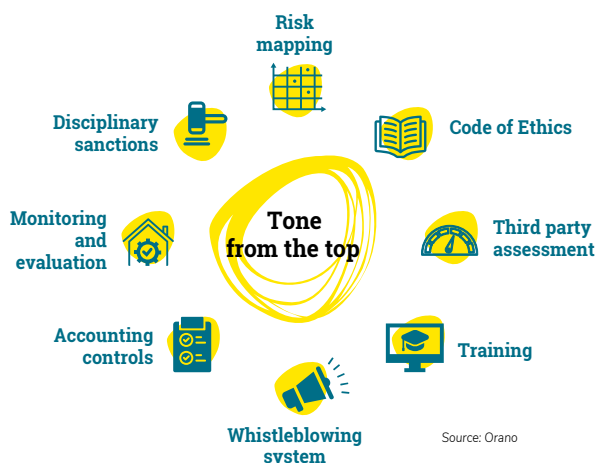 Risk
mapping
Code of Ethics
Third party
assessment
Training
Whistleblowing
system
Accounting
controls
Monitoring
and
evaluation
Disciplinary
sanctions
Tone
from the top
Source: Orano